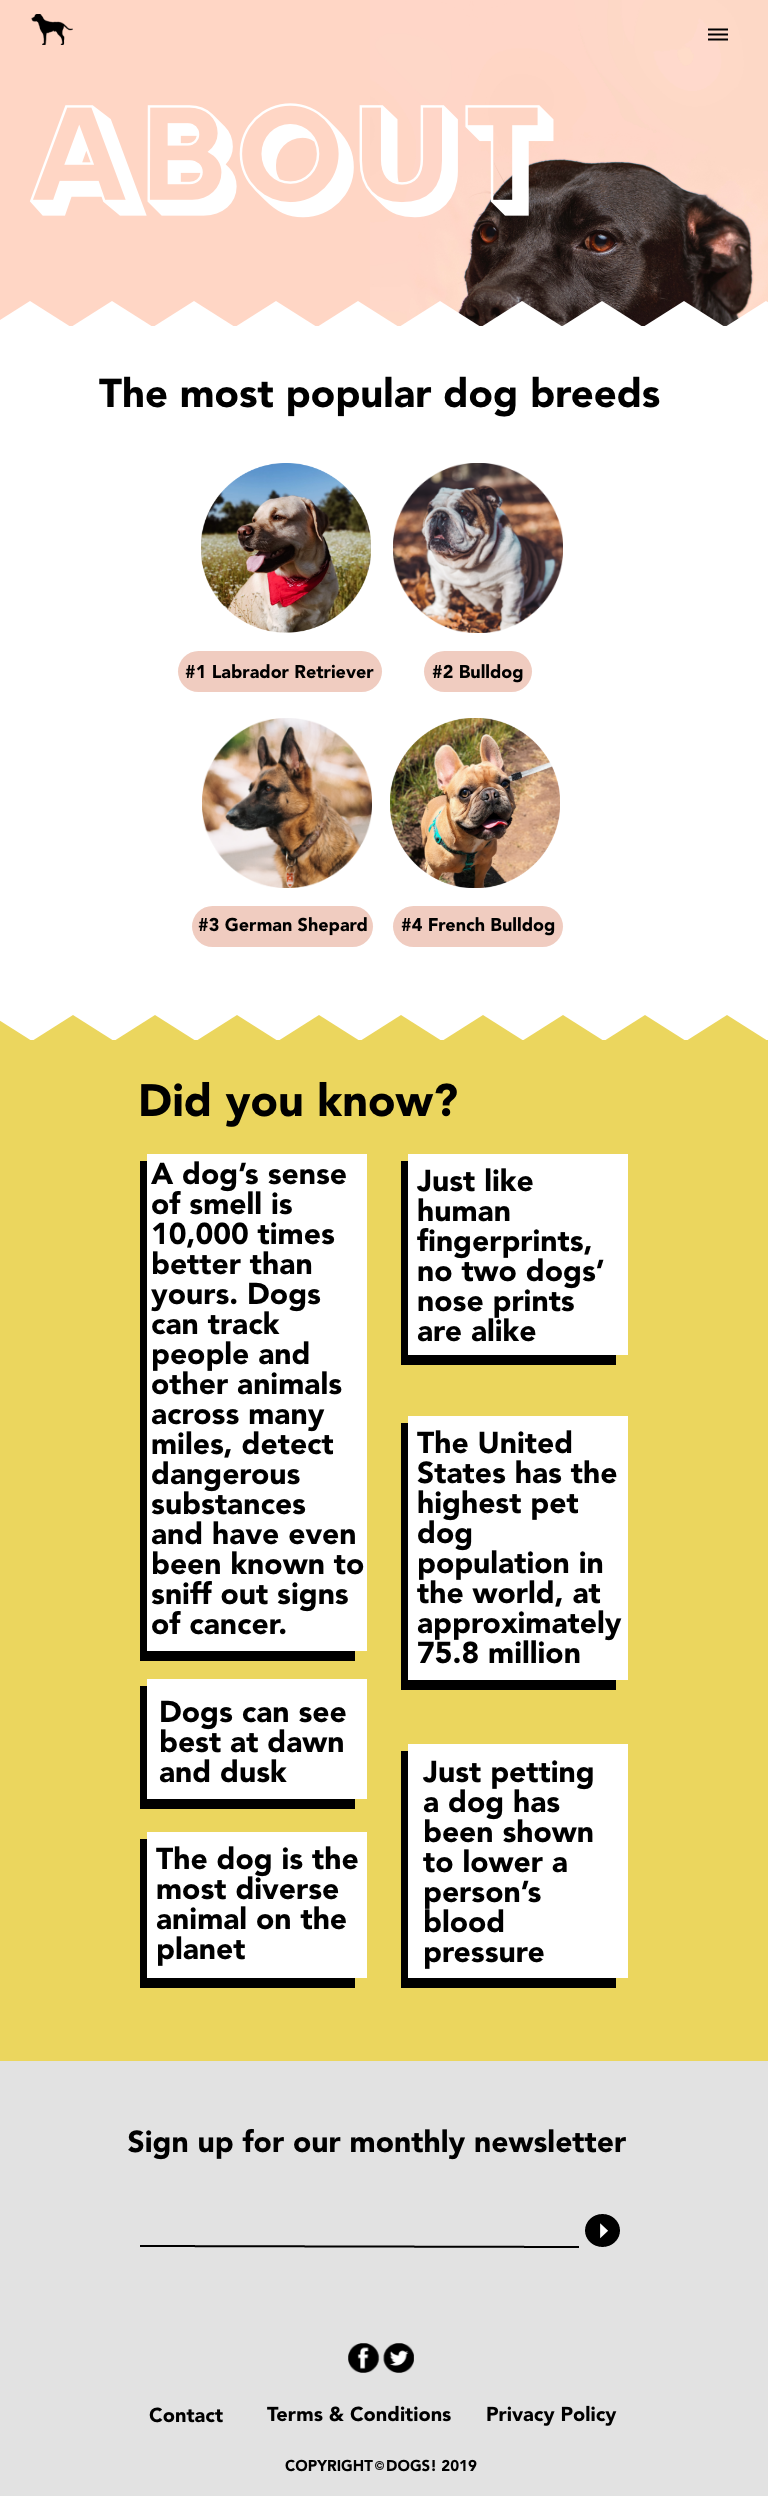 ABOUT
The most popular dog breeds
#1 Labrador Retriever
#2 Bulldog
#3 German Shepard
#4 French Bulldog
Did you know?
A dog’s sense
of smell is
10,000 times
better than
yours. Dogs
can track
people and
other animals
across many
miles, detect
dangerous
substances
and have even
been known to
sniff out signs
of cancer.
Just like
human
fingerprints,
no two dogs’
nose prints
are alike
The United
States has the
highest pet
dog
population in
the world, at
approximately
75.8 million
Dogs can see
best at dawn
and dusk
The dog is the
most diverse
animal on the
planet
Just petting
a dog has
been shown
to lower a
person’s
blood
pressure
Sign up for our monthly newsletter
Contact
Terms & Conditions
Privacy Policy
COPYRIGHT©DOGS! 2019